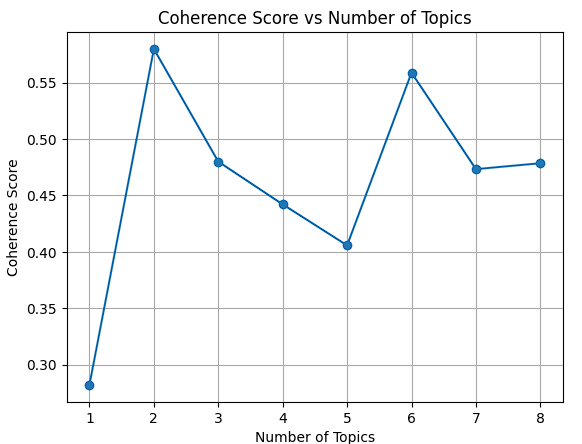 Coherence Score vs Number of Topics
Coherence Score
0.55
0.50
0.45
0.40
0.35
0.30
1 2 3 4 5 6 7 8
Number of Topics